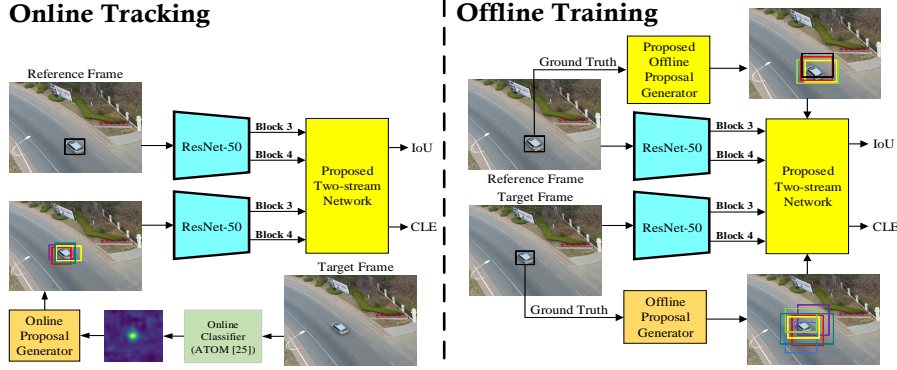 Online Tracking
Reference Frame
ResNet-50
Block 3
Block 4
ResNet-50
Block 3
Block 4
Proposed
Two-stream
Network
IoU
CLE
Target Frame
Online
Proposal
Generator
Online
Classifier
(ATOM [25])
Offline Training
Ground Truth
Proposed
Offline
Proposal
Generator
ResNet-50
Block 3
Block 4
Reference Frame
Target Frame
ResNet-50
Block 3
Block 4
Proposed
Two-stream
Network
IoU
CLE
Ground Truth
Offline
Proposal
Generator